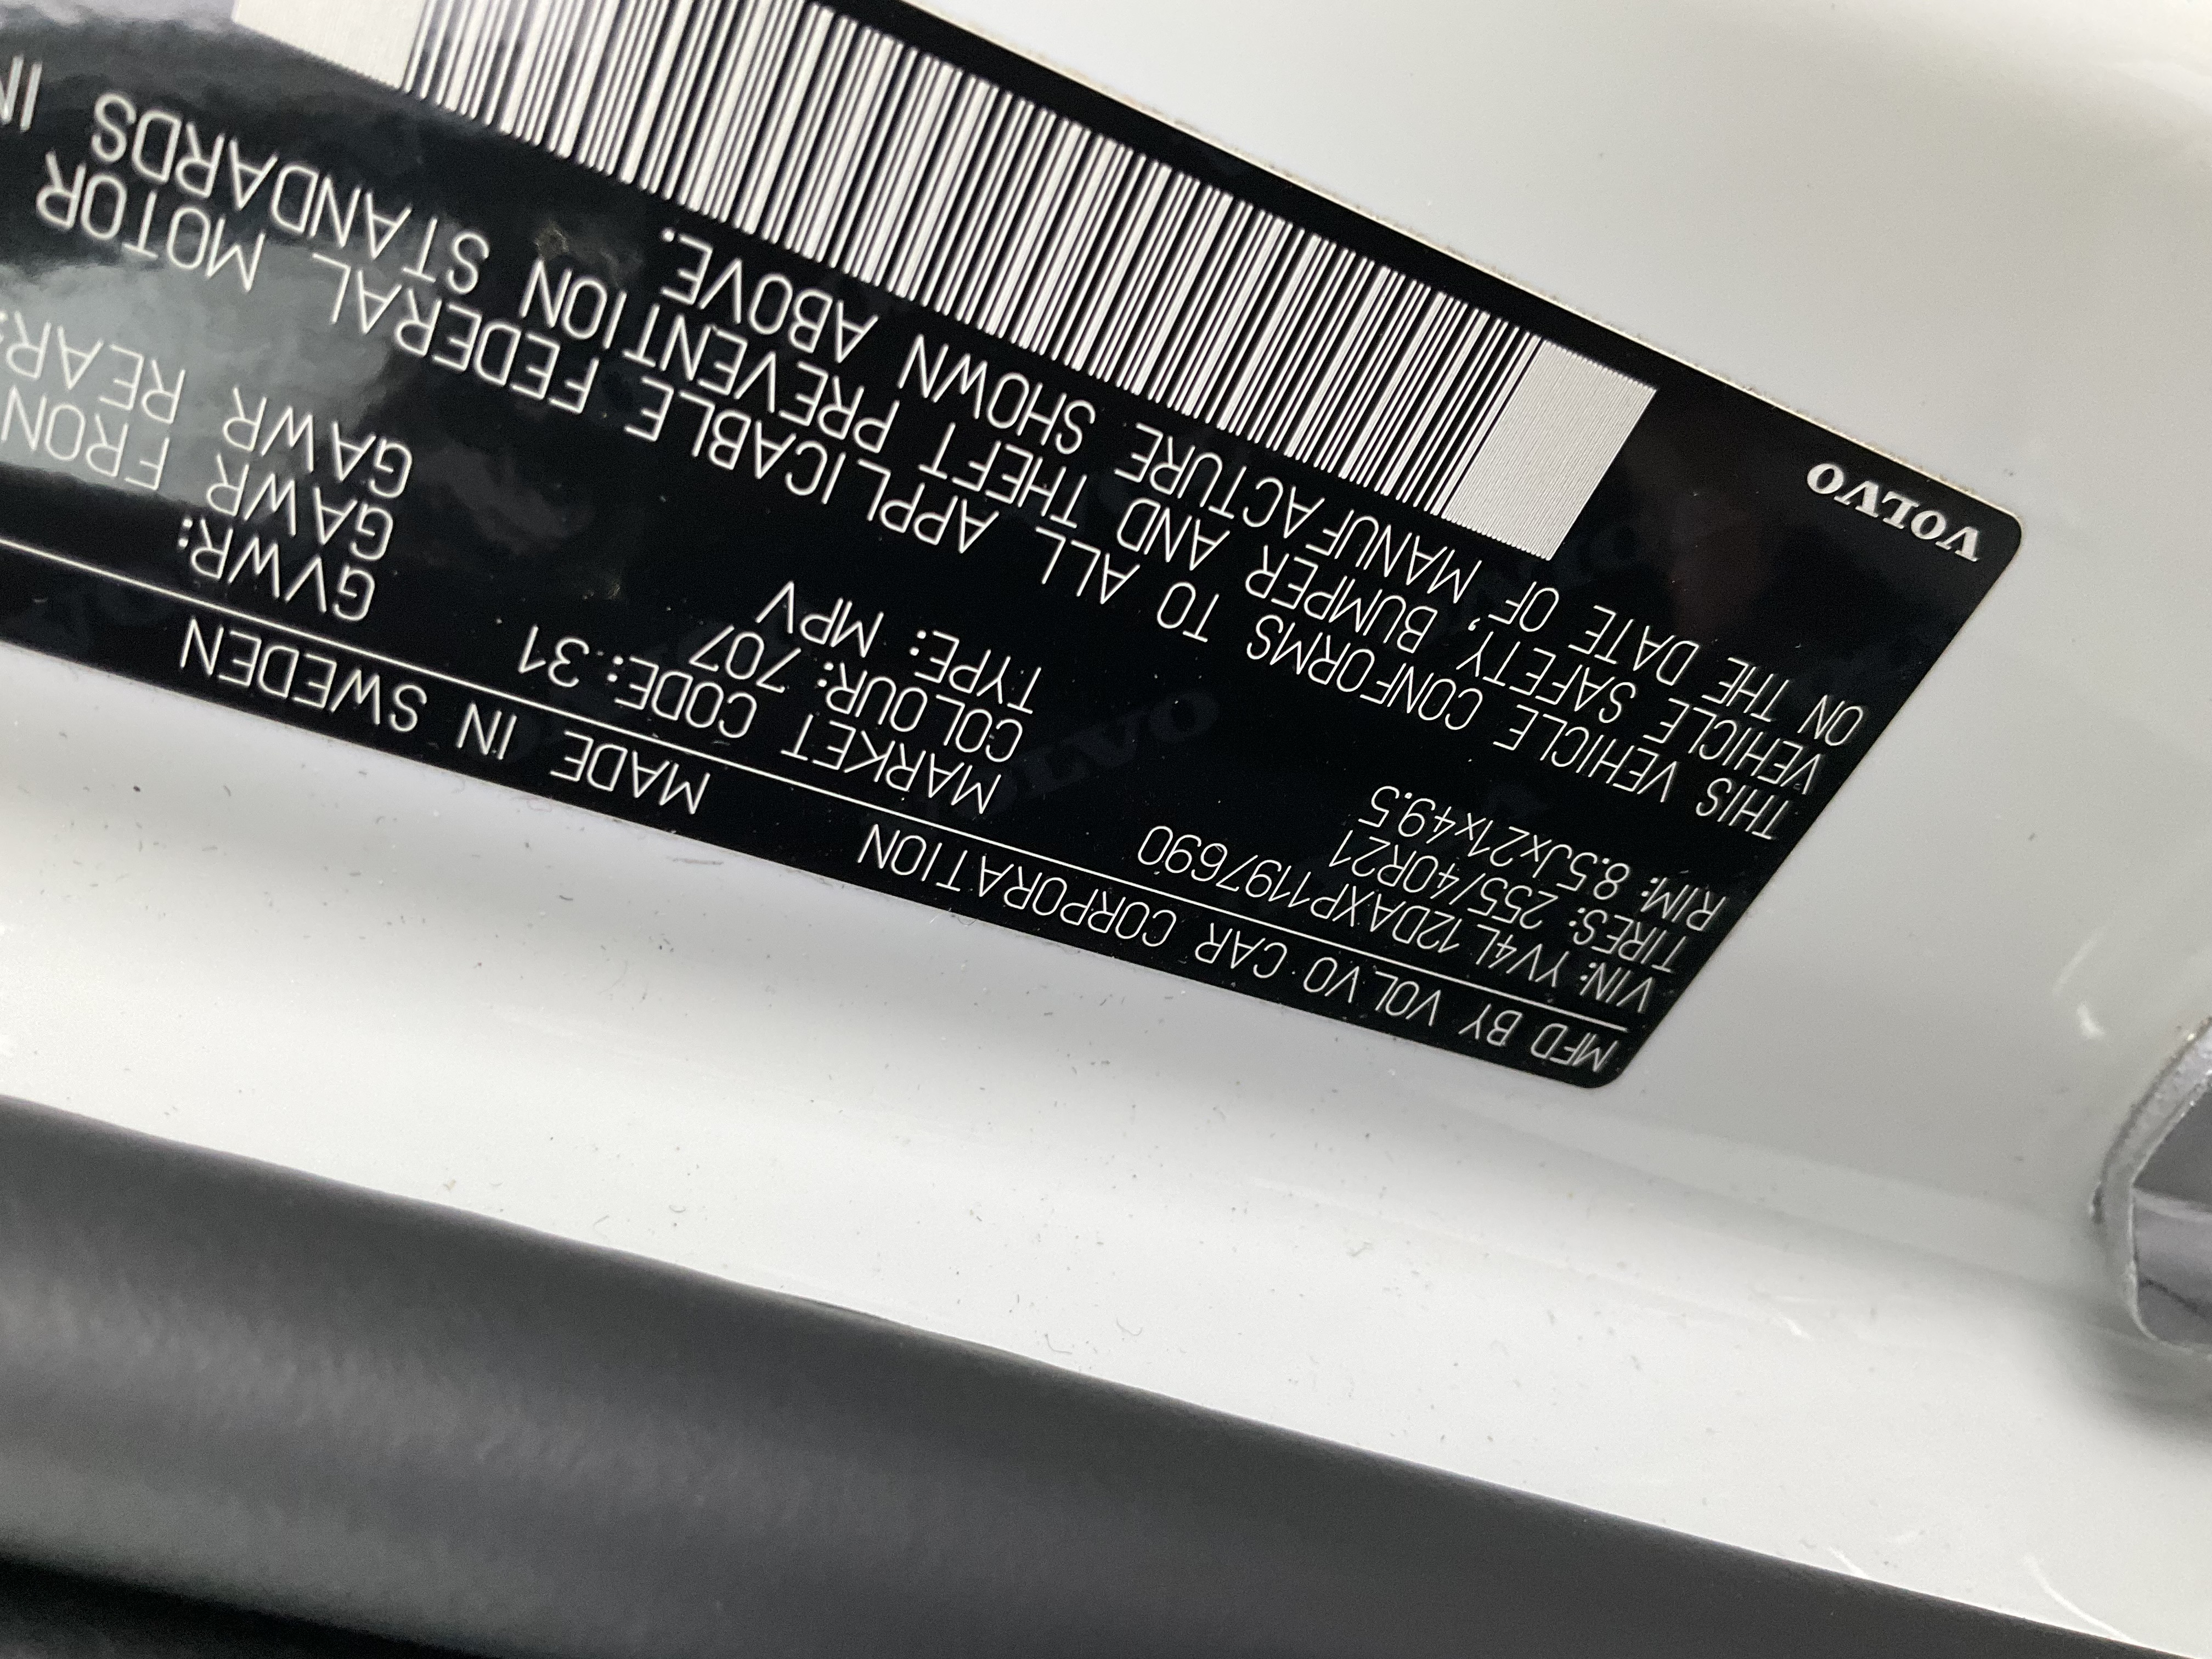 MFD BY VOLVO CAR CORPORATION MADE IN SWEDEN
VIN: YV4L12DAXP1197690 MARKET CODE: 31 GVWR:
TIRES: 255/40R21 COLOUR: 707 GAWR FRON
RIM: 8.5Jx21x49.5 TYPE: MPV GAWR REAR:
THIS VEHICLE CONFORMS TO ALL APPLICABLE FEDERAL MOTOR
VEHICLE SAFETY, BUMPER AND THEFT PREVENTION STANDARDS IN
ON THE DATE OF MANUFACTURE SHOWN ABOVE.
VOLVO